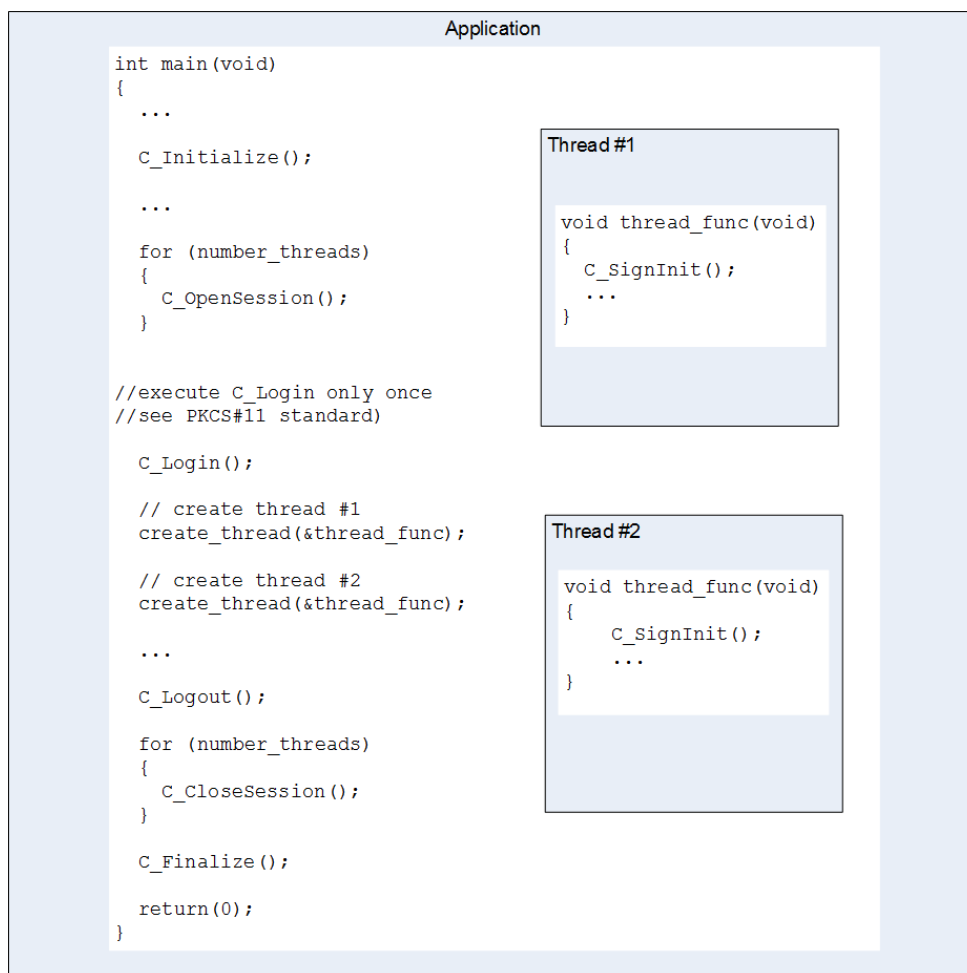 Application
int main(void)
{
...
C_Initialize();
...
for (number_threads)
{
C_OpenSession();
}
//execute C_Login only once
//see PKCS#11 standard)
C_Login();
// create thread #1
create_thread(&thread_func);
// create thread #2
create_thread(&thread_func);
...
C_Logout();
for (number_threads)
{
C_CloseSession();
}
C_Finalize();
return(0);
}
Thread #1
void thread_func(void)
{
C_SignInit();
...
}
Thread #2
void thread_func(void)
{
C_SignInit();
...
}